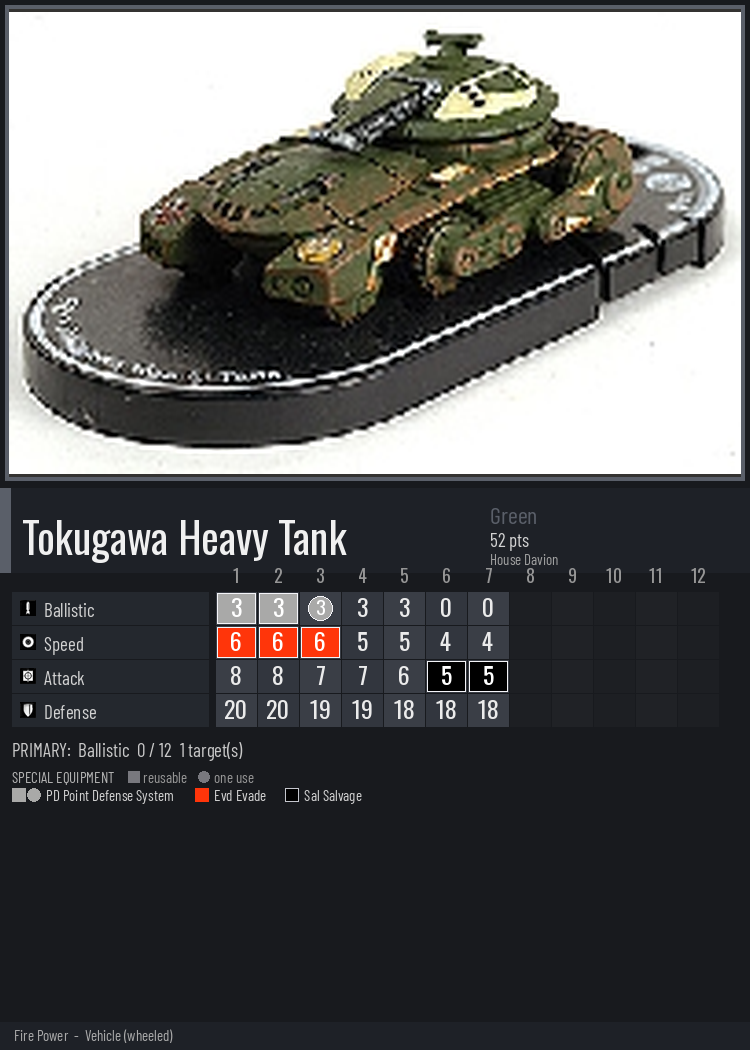 Tank
Tokugawa Heavy Tank
Green
52 pts
House Davion
1 2 3 4 5 6 7 8 9 10 11 12
Ballistic 3 3 3 3 3 0 0
Speed 6 6 6 5 5 4 4
Attack 8 8 7 7 6 5 5
Defense 20 20 19 19 18 18 18
PRIMARY: Ballistic 0 / 12 1 target(s)
SPECIAL EQUIPMENT reusable one use
PD Point Defense System Evd Evade Sal Salvage
Fire Power - Vehicle (wheeled)